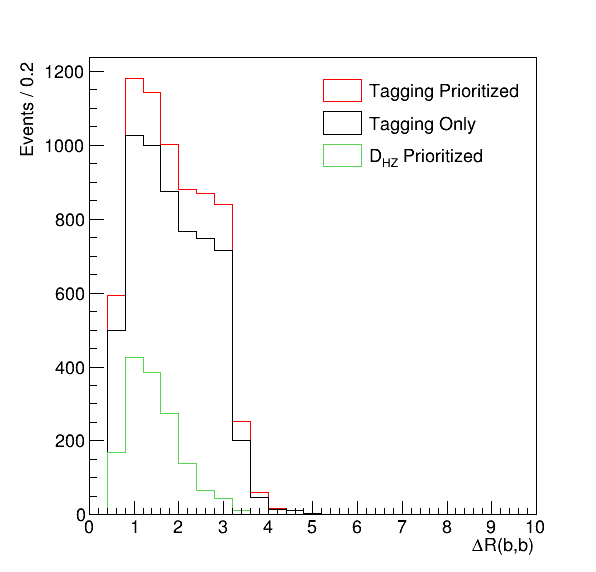 Events / 0.2
1200
1000
800
600
400
200
0
Tagging Prioritized
Tagging Only
D_HZ Prioritized
0 1 2 3 4 5 6 7 8 9 10
ΔR(b,b)